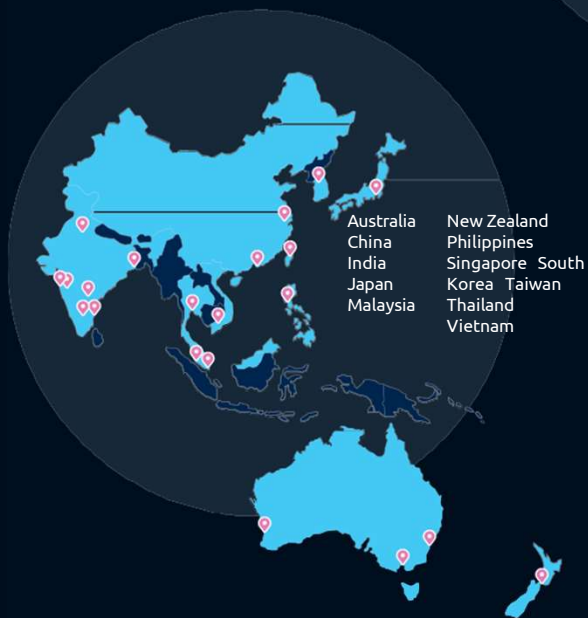 Australia
China
India
Japan
Malaysia
New Zealand
Philippines
Singapore South
Korea Taiwan
Thailand
Vietnam